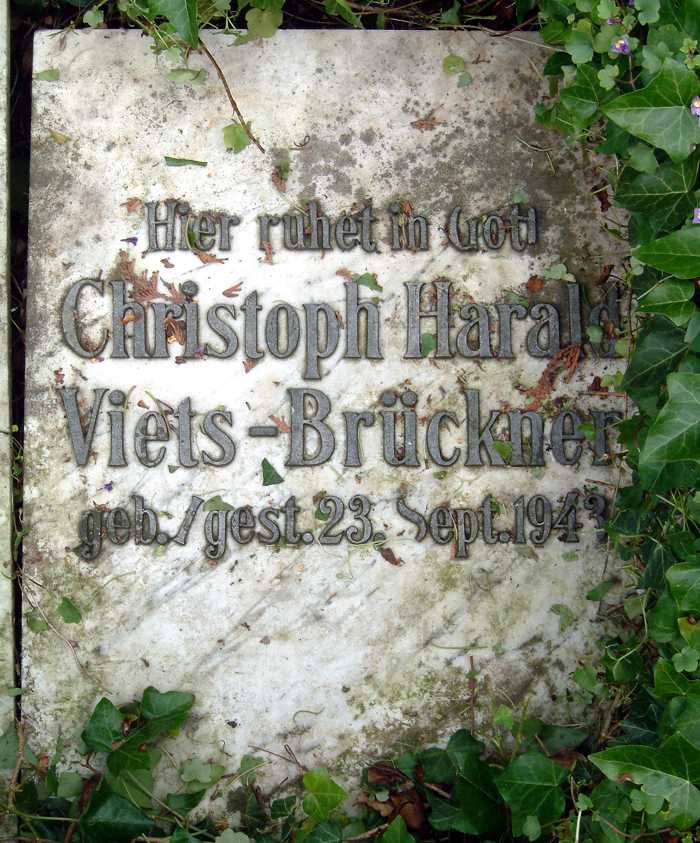 Hier ruhet in Gott
Christoph Harald
Viets-Brückner
geb./gest. 23. Sept. 1943